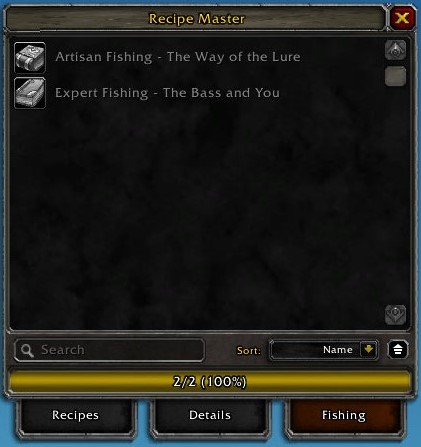 Recipe Master
Artisan Fishing - The Way of the Lure
Expert Fishing - The Bass and You
Search
Sort: Name
2/2 (100%)
Recipes Details Fishing